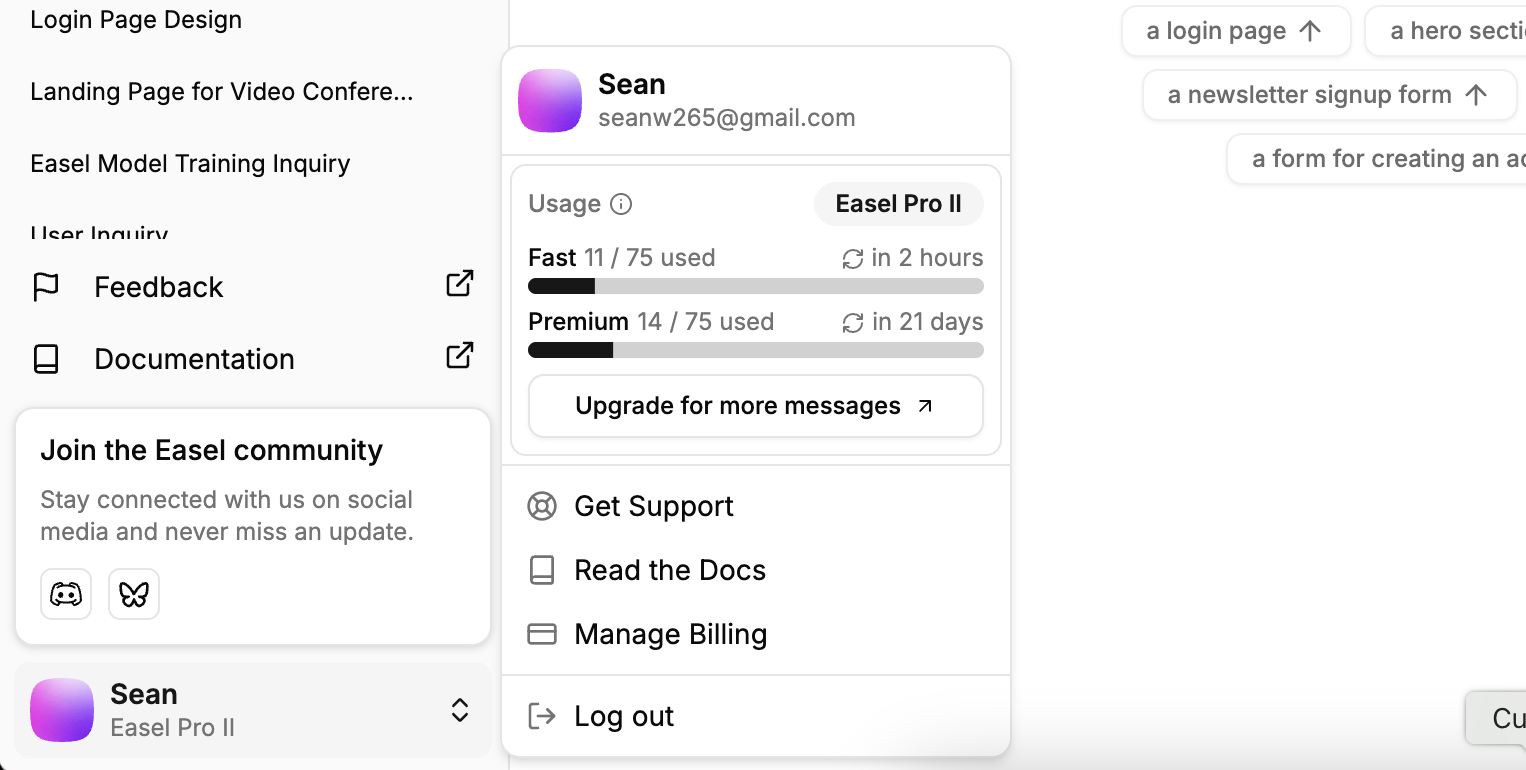 Login Page Design
Landing Page for Video Confere...
Easel Model Training Inquiry
User Inquiry
Feedback
Documentation
Join the Easel community
Stay connected with us on social
media and never miss an update.
Sean
Easel Pro II
Sean
seanw265@gmail.com
Usage
Easel Pro II
Fast 11 / 75 used
in 2 hours
Premium 14 / 75 used
in 21 days
Upgrade for more messages
Get Support
Read the Docs
Manage Billing
Log out
a login page
a hero secti
a newsletter signup form
a form for creating an ac
Cu